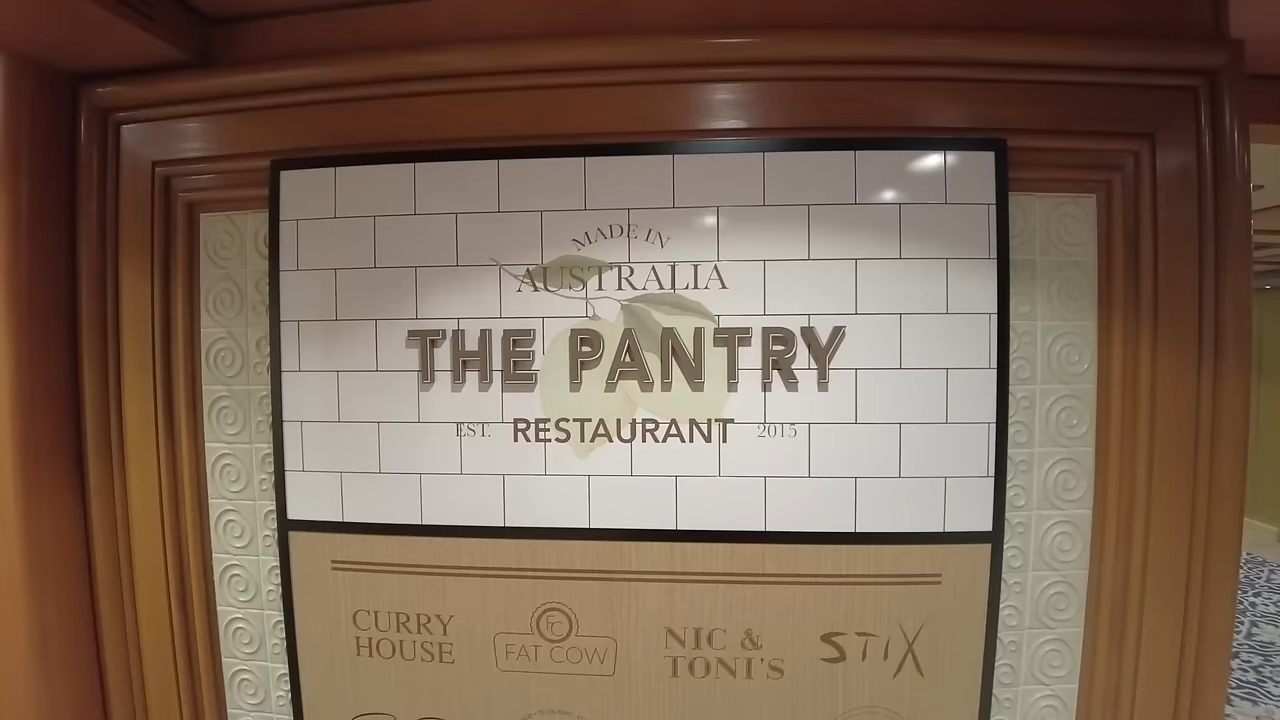 MADE IN
AUSTRALIA
THE PANTRY
EST. RESTAURANT 2015
CURRY
HOUSE
FC
FAT COW
NIC &
TONI'S
STIX